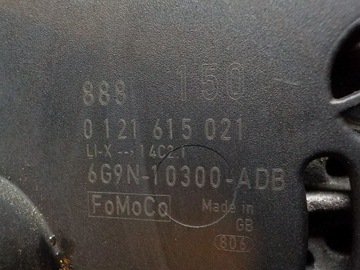 888 150
0 121 615 021
LI-X --- 14C2.1
6G9N-10300-ADB
FoMoCo Made in
GB
806